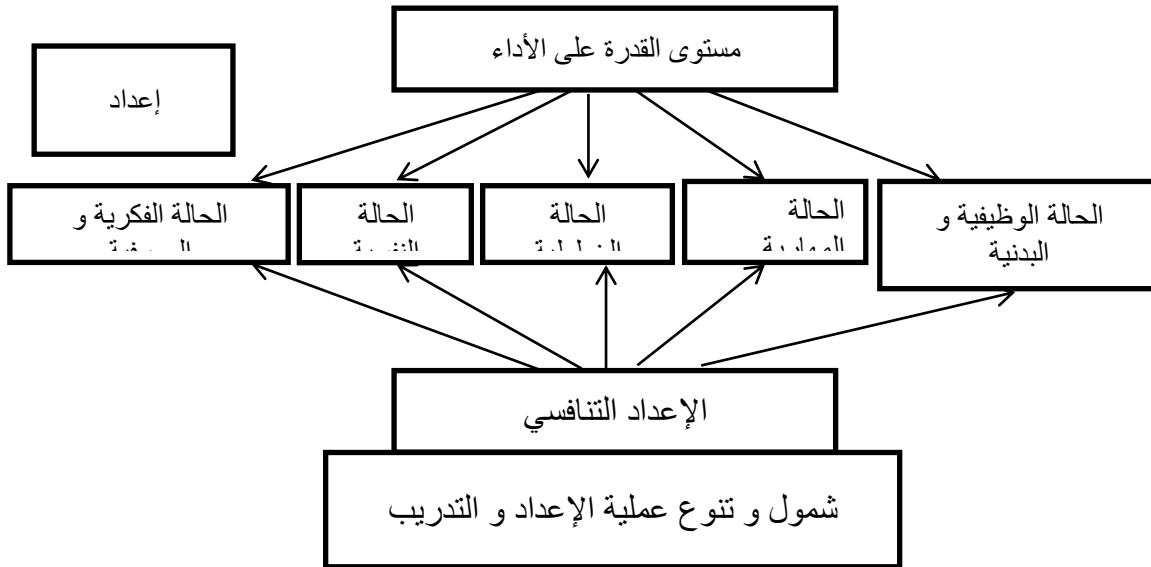 مستوى القدرة على الأداء
إعداد
الحالة الوظيفية و
البدنية
الحالة
المهارية
الحالة
الحالة
الحالة الفكرية و
الإعداد التنافسي
شمول و تنوع عملية الإعداد و التدريب